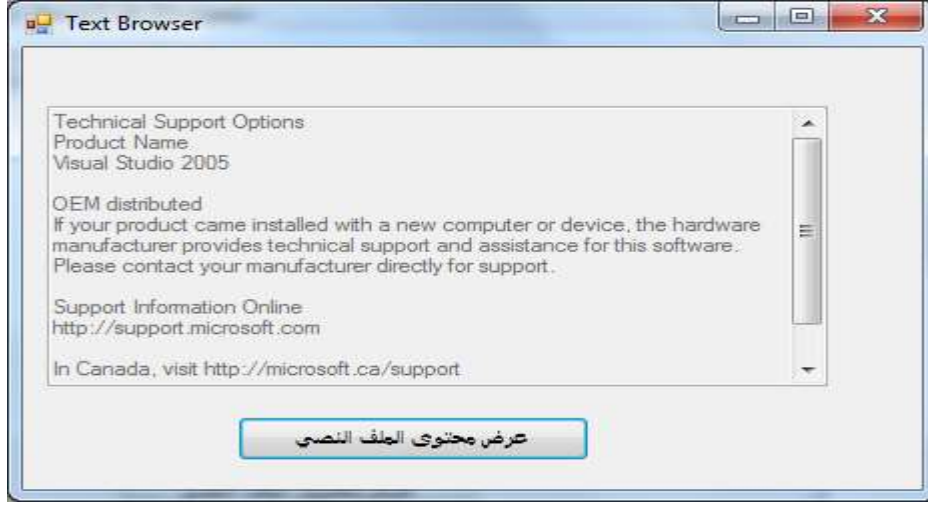 Text Browser
Technical Support Options
Product Name
Visual Studio 2005
OEM distributed
If your product came installed with a new computer or device, the hardware
manufacturer provides technical support and assistance for this software.
Please contact your manufacturer directly for support.
Support Information Online
http://support.microsoft.com
In Canada, visit http://microsoft.ca/support
عرض محتوى الملف النصي